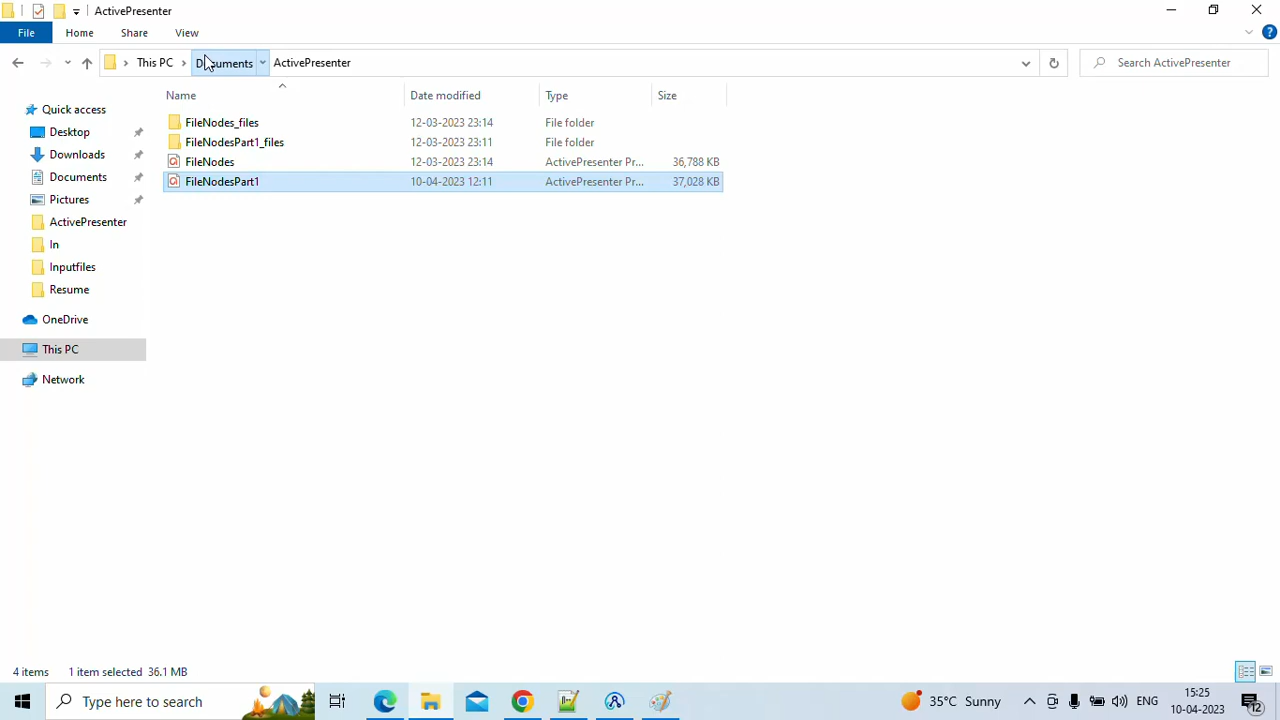 ActivePresenter
File Home Share View
This PC Documents ActivePresenter Search ActivePresenter
Name Date modified Type Size
Quick access
Desktop
Downloads
Documents
Pictures
ActivePresenter
In
Inputfiles
Resume
OneDrive
This PC
Network
FileNodes_files 12-03-2023 23:14 File folder
FileNodesPart1_files 12-03-2023 23:11 File folder
FileNodes 12-03-2023 23:14 ActivePresenter Pr... 36,788 KB
FileNodesPart1 10-04-2023 12:11 ActivePresenter Pr... 37,028 KB
4 items 1 item selected 36.1 MB
Type here to search 35°C Sunny ENG 15:25
10-04-2023 12